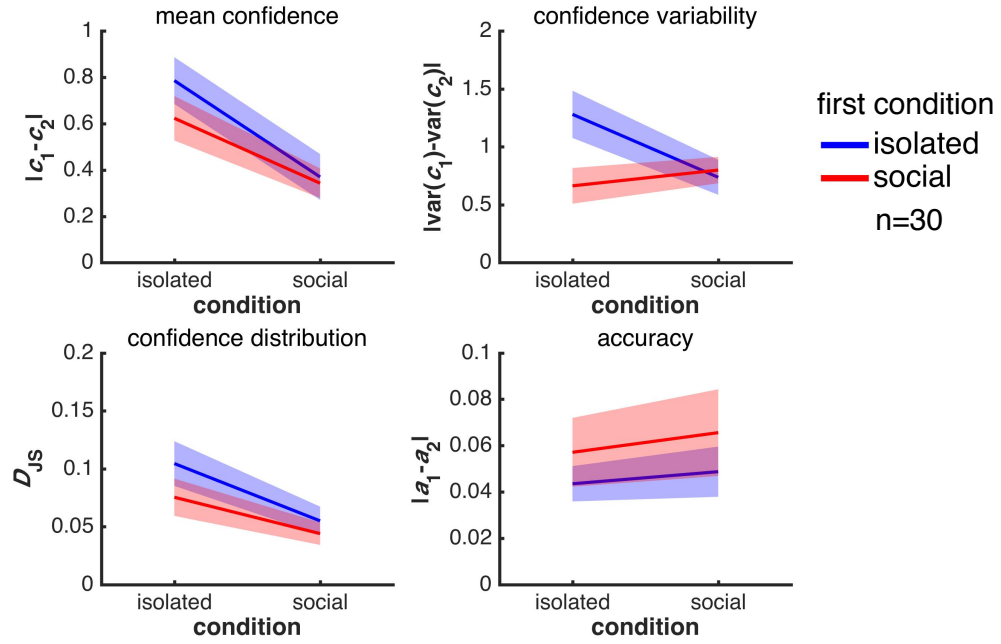 mean confidence
1
0.8
0.6
0.4
0.2
0
|c1-c2|
isolated social
condition
confidence variability
2
1.5
1
0.5
0
|var(c1)-var(c2)|
isolated social
condition
first condition
isolated
social
n=30
confidence distribution
0.2
0.15
0.1
0.05
0
DJS
isolated social
condition
accuracy
0.1
0.08
0.06
0.04
0.02
0
|a1-a2|
isolated social
condition